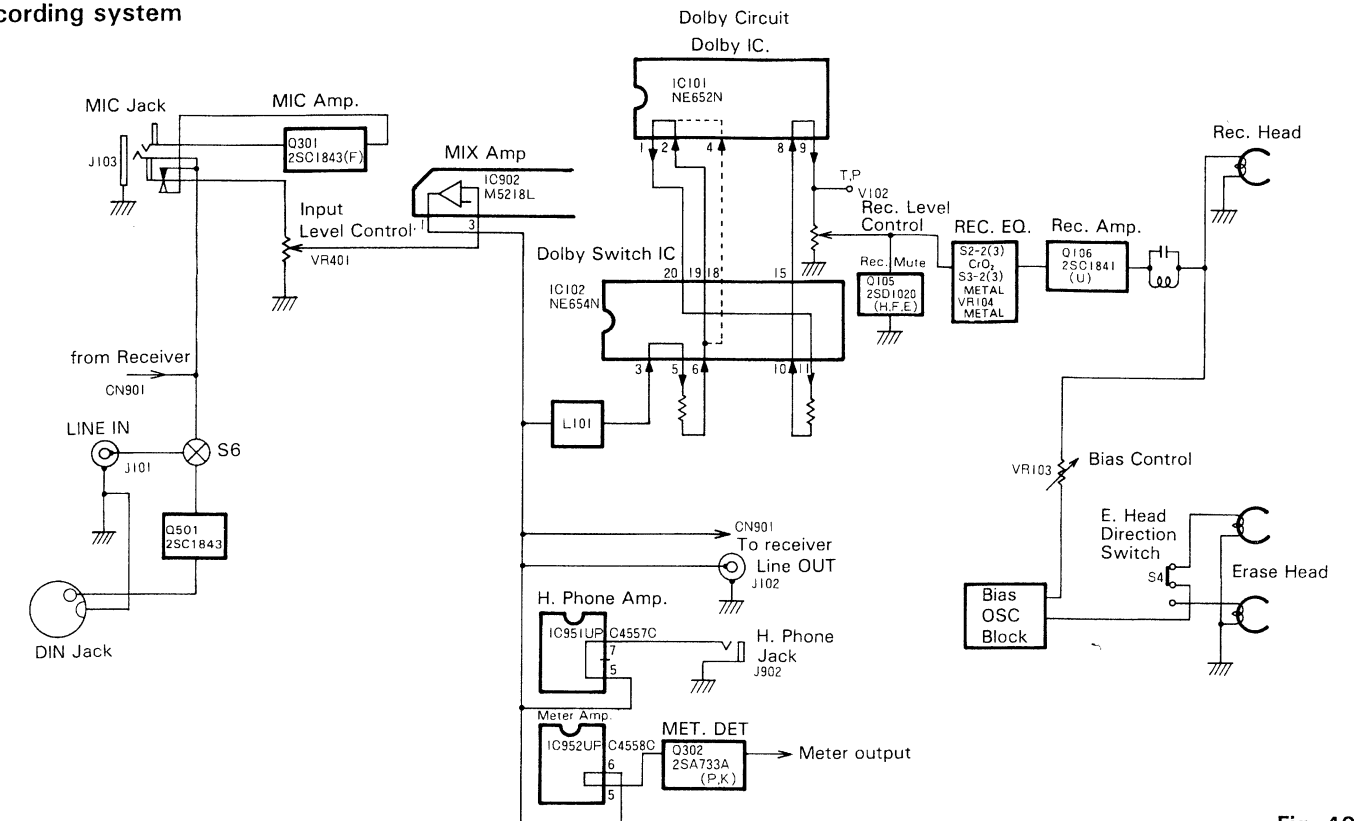 cording system
Dolby Circuit
Dolby IC.
IC101
NE652N
1
2
4
8
9
MIC Jack
MIC Amp.
J103
Q301
2SC1843(F)
MIX Amp
IC902
M5218L
1
3
Input
Level Control
VR401
T,P
V102
Rec. Level
Control
Rec. Mute
Q105
2SD1020
(H,F,E)
REC. EQ.
S2-2(3)
CrO₂
S3-2(3)
METAL
VR104
METAL
Rec. Amp.
Q106
2SC1841
(U)
Rec. Head
Dolby Switch IC
20
19
18
15
IC102
NE654N
3
5
6
10
11
L101
from Receiver
CN901
LINE IN
J101
S6
Q501
2SC1843
DIN Jack
CN901
To receiver
Line OUT
J102
H. Phone Amp.
IC951UP C4557C
7
5
H. Phone
Jack
J902
Meter Amp.
IC952UP C4558C
6
5
MET. DET
Q302
2SA733A
(P,K)
Meter output
VR103
Bias Control
E. Head
Direction
Switch
S4
Erase Head
Bias
OSC
Block